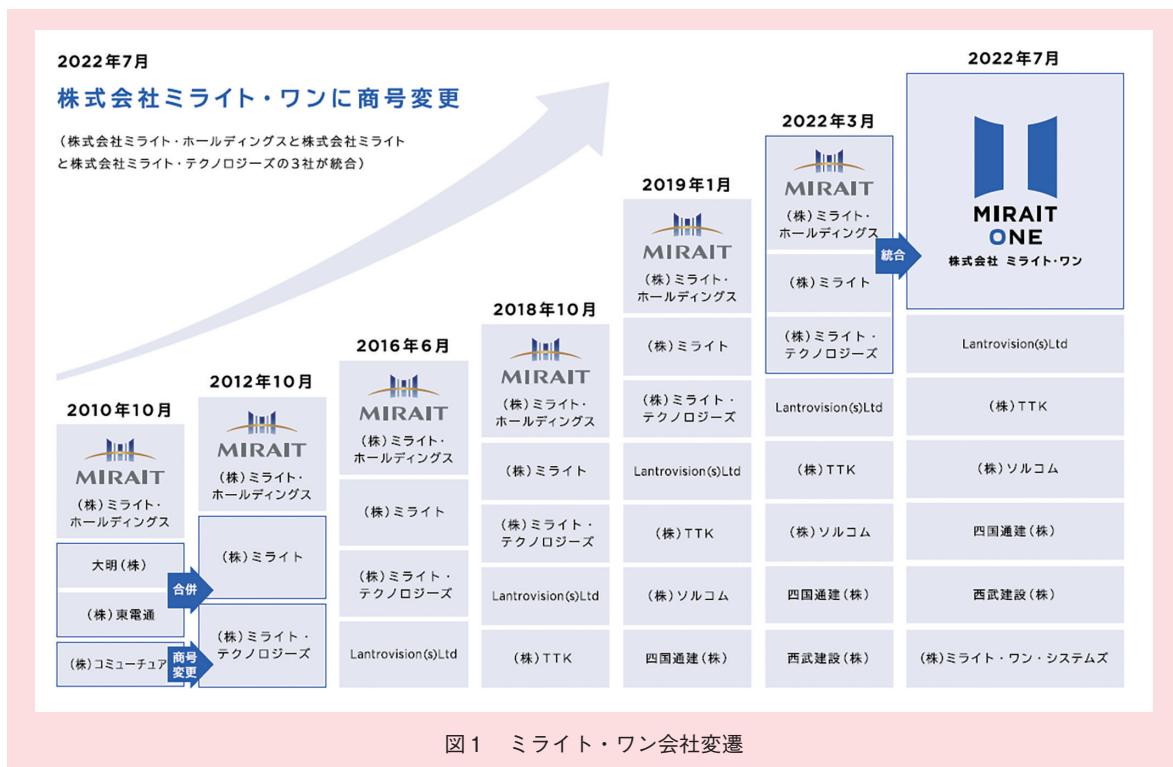 2022年7月
株式会社ミライト・ワンに商号変更
(株式会社ミライト・ホールディングスと株式会社ミライト
と株式会社ミライト・テクノロジーズの3社が統合)
2010年10月
MIRAIT
(株)ミライト・
ホールディングス
大明(株)
(株)東電通
(株)コミューチュア
合併
商号
変更
2012年10月
MIRAIT
(株)ミライト・
ホールディングス
(株)ミライト
(株)ミライト・
テクノロジーズ
2016年6月
MIRAIT
(株)ミライト・
ホールディングス
(株)ミライト
(株)ミライト・
テクノロジーズ
Lantrovision(s)Ltd
2018年10月
MIRAIT
(株)ミライト・
ホールディングス
(株)ミライト
(株)ミライト・
テクノロジーズ
Lantrovision(s)Ltd
(株)TTK
2019年1月
MIRAIT
(株)ミライト・
ホールディングス
(株)ミライト
(株)ミライト・
テクノロジーズ
Lantrovision(s)Ltd
(株)TTK
(株)ソルコム
四国通建(株)
2022年3月
MIRAIT
(株)ミライト・
ホールディングス
(株)ミライト
(株)ミライト・
テクノロジーズ
Lantrovision(s)Ltd
(株)TTK
(株)ソルコム
四国通建(株)
西武建設(株)
統合
2022年7月
MIRAIT
ONE
株式会社 ミライト・ワン
Lantrovision(s)Ltd
(株)TTK
(株)ソルコム
四国通建(株)
西武建設(株)
(株)ミライト・ワン・システムズ
図1 ミライト・ワン会社変遷